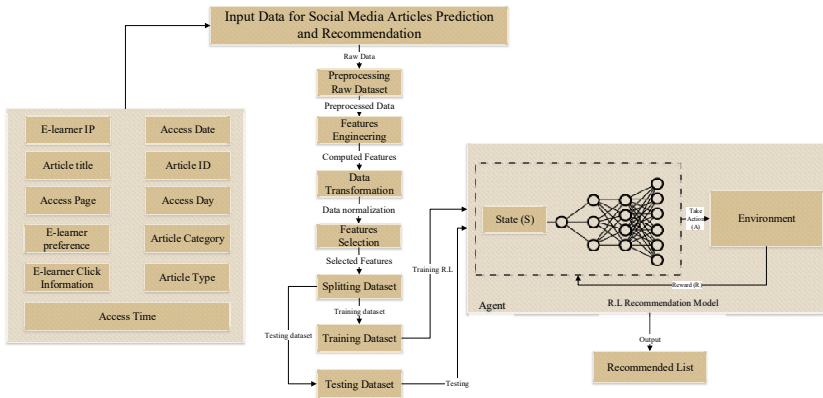 Input Data for Social Media Articles Prediction
and Recommendation
Raw Data
Preprocessing
Raw Dataset
Preprocessed Data
Features
Engineering
Computed Features
Data
Transformation
Data normalization
Features
Selection
Selected Features
Splitting Dataset
Training dataset
Testing dataset
Training Dataset
Testing Dataset
E-learner IP
Access Date
Article title
Article ID
Access Page
Access Day
E-learner
preference
Article Category
E-learner Click
Information
Article Type
Access Time
Training R.L
Testing
State (S)
Take
Action
(A)
Environment
Reward (R)
Agent
R.L Recommendation Model
Output
Recommended List